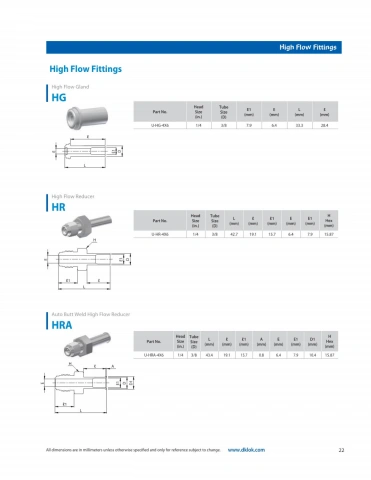 High Flow Fittings
High Flow Fittings
High Flow Gland
HG
Part No. Head Size (in.) Tube Size (D) E1 (mm) E (mm) L (mm) E (mm)
U-HG-4X6 1/4 3/8 7.9 6.4 33.3 28.4
E
E E1 D
L
High Flow Reducer
HR
Part No. Head Size (in.) Tube Size (D) L (mm) E (mm) E1 (mm) E (mm) E1 (mm) H Hex (mm)
U-HR-4X6 1/4 3/8 42.7 19.1 15.7 6.4 7.9 15.87
H
E E1 D
E1 E
L
Auto Butt Weld High Flow Reducer
HRA
Part No. Head Size (in.) Tube Size (D) L (mm) E (mm) E1 (mm) A (mm) E (mm) E1 (mm) D1 (mm) H Hex (mm)
U-HRA-4X6 1/4 3/8 43.4 19.1 15.7 9.8 6.4 7.9 10.4 15.87
H E A
E E1 D D1
E1
L
All dimensions are in millimeters unless otherwise specified and only for reference subject to change. www.dklok.com 22